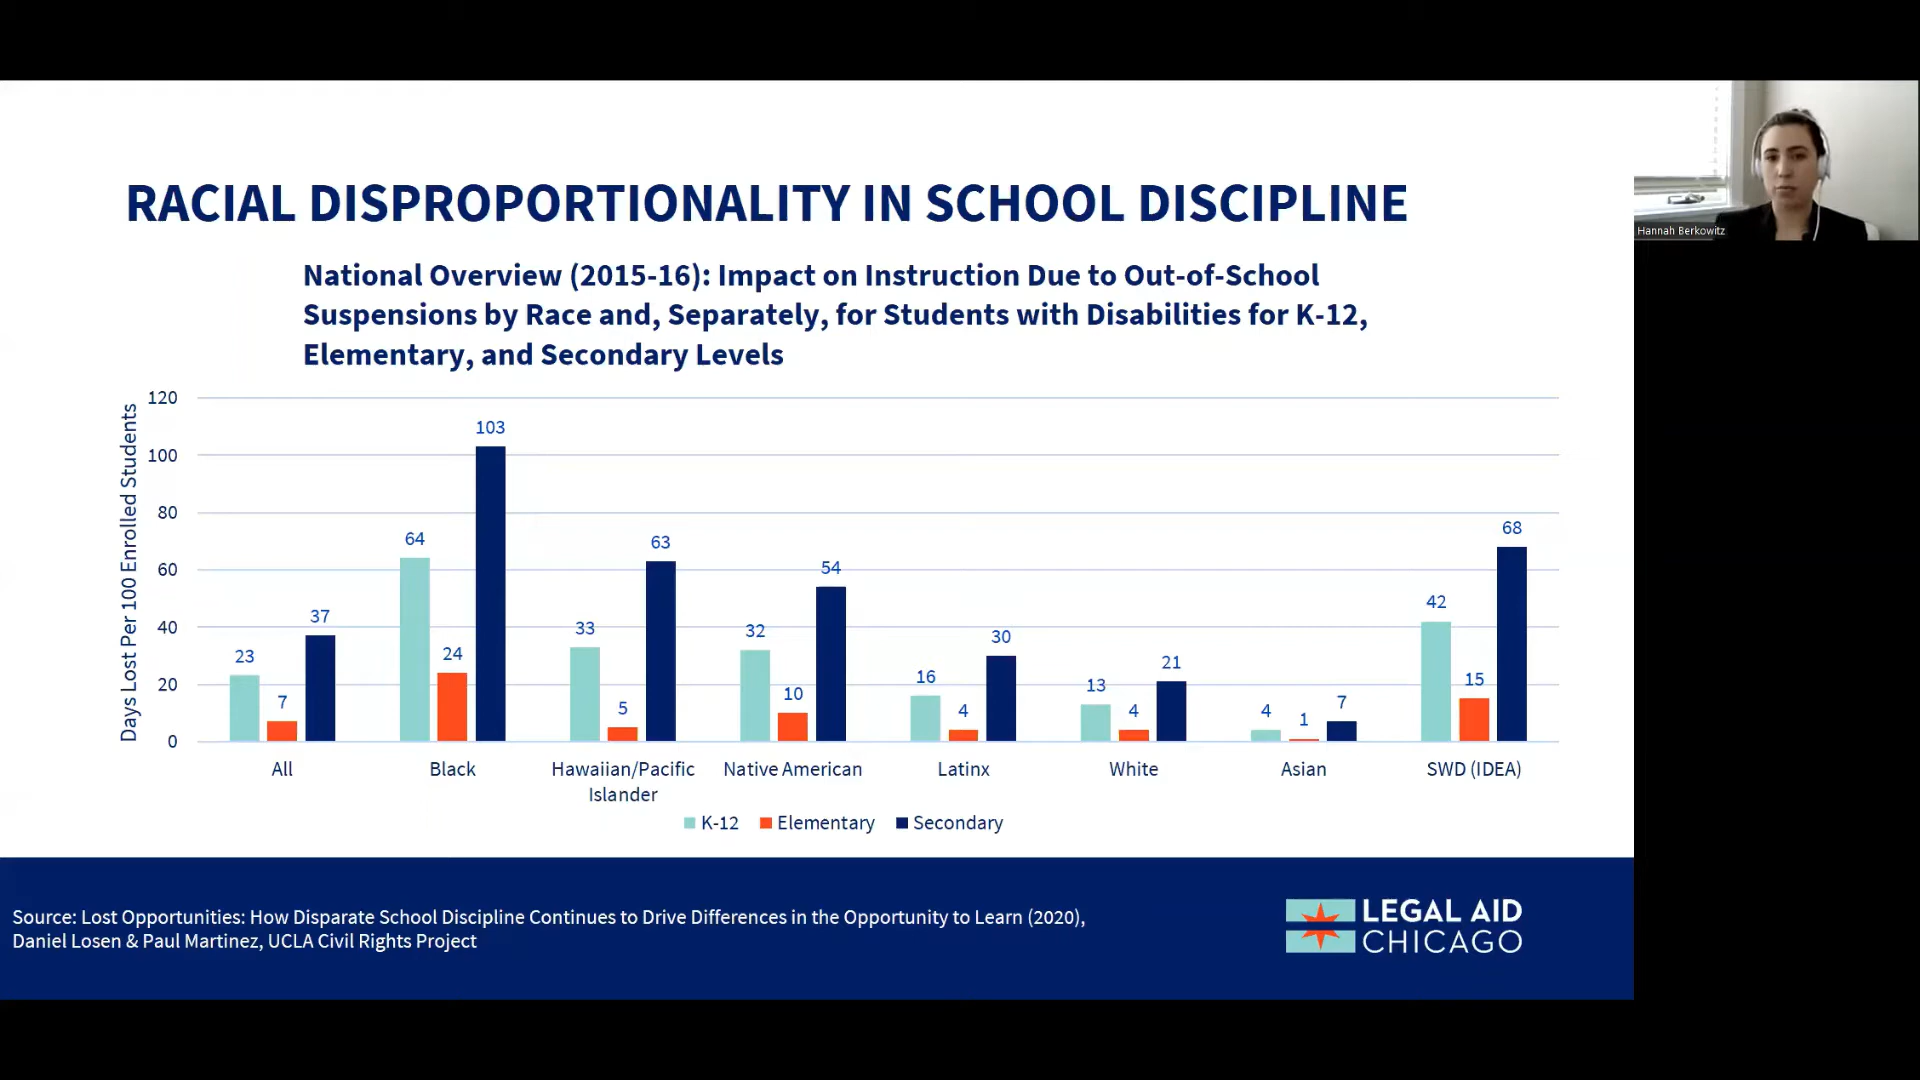 RACIAL DISPROPORTIONALITY IN SCHOOL DISCIPLINE
Hannah Berkowitz
National Overview (2015-16): Impact on Instruction Due to Out-of-School
Suspensions by Race and, Separately, for Students with Disabilities for K-12,
Elementary, and Secondary Levels
Days Lost Per 100 Enrolled Students
120
100
80
60
40
20
0
23
7
37
64
24
103
33
5
63
32
10
54
16
4
30
13
4
21
4
1
7
42
15
68
All
Black
Hawaiian/Pacific
Islander
Native American
Latinx
White
Asian
SWD (IDEA)
K-12
Elementary
Secondary
Source: Lost Opportunities: How Disparate School Discipline Continues to Drive Differences in the Opportunity to Learn (2020),
Daniel Losen & Paul Martinez, UCLA Civil Rights Project
LEGAL AID
CHICAGO